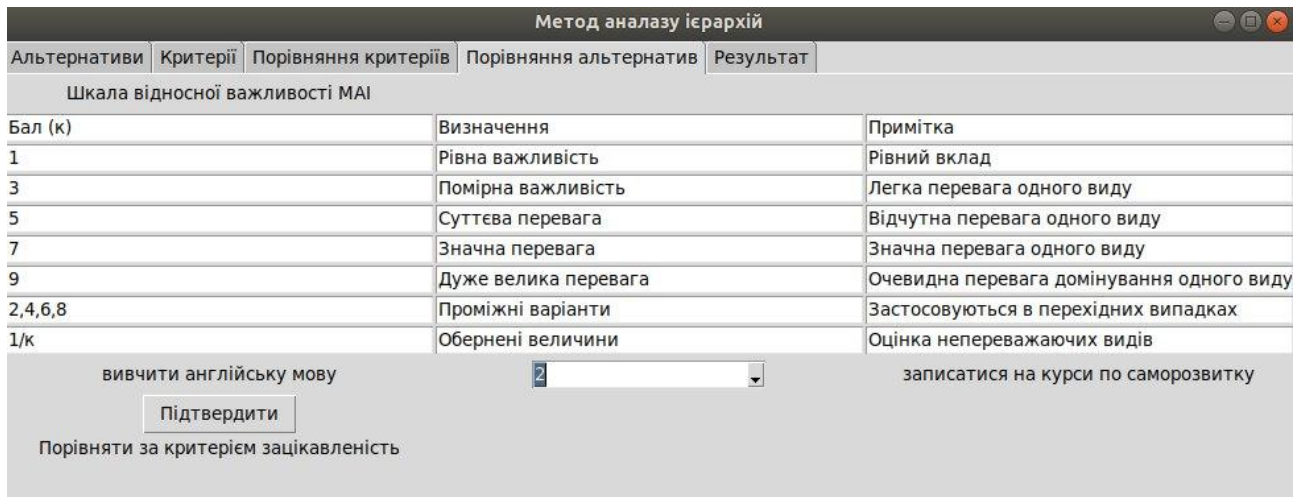 Метод аналазу ієрархій
Альтернативи Критерії Порівняння критеріїв Порівняння альтернатив Результат
Шкала відносної важливості МАІ
Бал (к) Визначення Примітка
1 Рівна важливість Рівний вклад
3 Помірна важливість Легка перевага одного виду
5 Суттєва перевага Відчутна перевага одного виду
7 Значна перевага Значна перевага одного виду
9 Дуже велика перевага Очевидна перевага домінування одного виду
2,4,6,8 Проміжні варіанти Застосовуються в перехідних випадках
1/к Обернені величини Оцінка непереважаючих видів
вивчити англійську мову 2 записатися на курси по саморозвитку
Підтвердити
Порівняти за критерієм зацікавленість